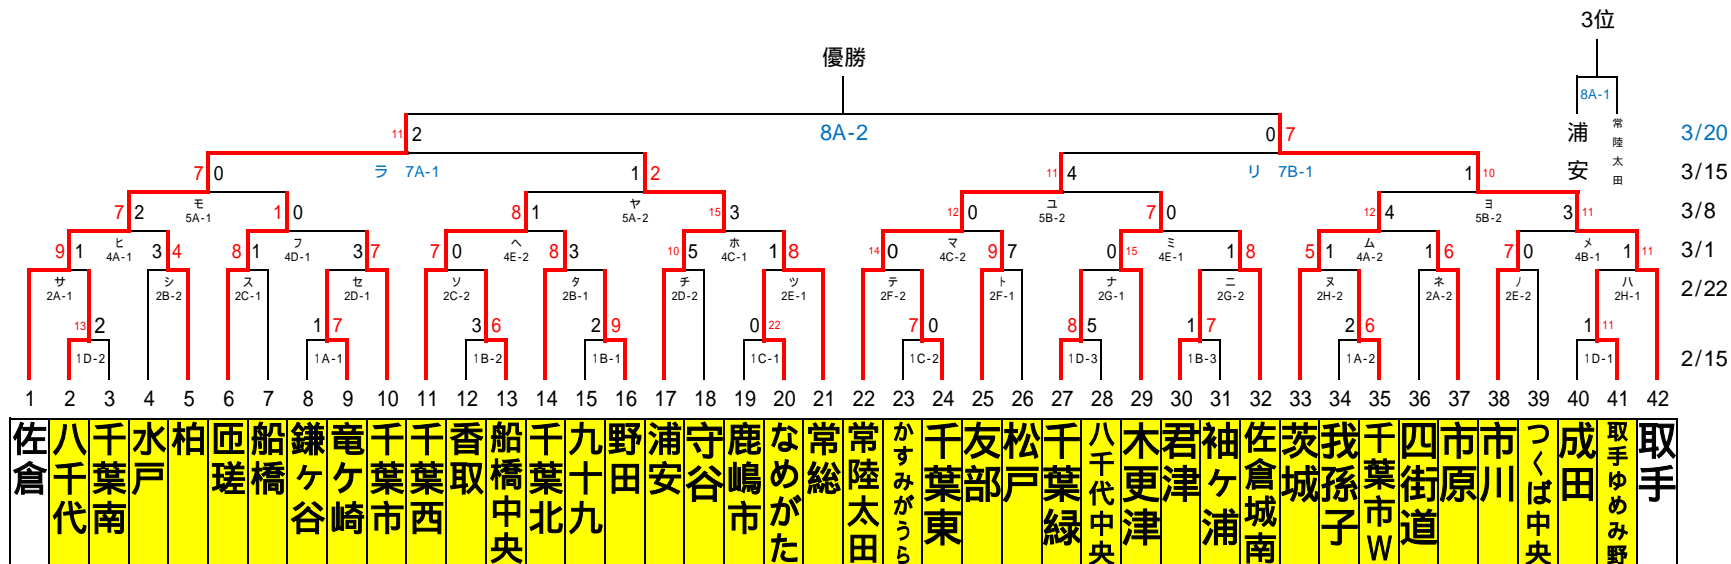 3位
優勝
8A-1
11 2 8A-2 0 7 浦安 常陸太田 3/20
7 0 ラ 7A-1 1 2 11 4 リ 7B-1 1 10 3/15
7 2 モ 5A-1 1 0 8 1 ヤ 5A-2 15 3 12 0 ユ 5B-2 7 0 12 4 ヨ 5B-2 3 11 3/8
9 1 ヒ 4A-1 3 4 8 1 フ 4D-1 3 7 7 0 ヘ 4E-2 8 3 10 5 ホ 4C-1 1 8 14 0 マ 4C-2 9 7 0 15 ミ 4E-1 1 8 5 1 ム 4A-2 1 6 7 0 メ 4B-1 1 11 3/1
サ シ ス セ ソ タ チ ツ テ ト ナ ニ ヌ ネ ノ ハ
2A-1 2B-2 2C-1 2D-1 2C-2 2B-1 2D-2 2E-1 2F-2 2F-1 2G-1 2G-2 2H-2 2A-2 2E-2 2H-1 2/22
13 2 1 7 3 6 2 9 0 22 7 0 8 5 1 7 2 6 1 11
1D-2 1A-1 1B-2 1B-1 1C-1 1C-2 1D-3 1B-3 1A-2 1D-1 2/15
1 2 3 4 5 6 7 8 9 10 11 12 13 14 15 16 17 18 19 20 21 22 23 24 25 26 27 28 29 30 31 32 33 34 35 36 37 38 39 40 41 42
佐倉
八千代
千葉南
水戸
柏
匝瑳
船橋
鎌ヶ谷
竜ケ崎
千葉市
千葉西
香取
船橋中央
千葉北
九十九
野田
浦安
守谷
鹿嶋市
なめがた
常総
常陸太田
かすみがうら
千葉東
友部
松戸
千葉緑
八千代中央
木更津
君津
袖ヶ浦
佐倉城南
茨城
我孫子
千葉市W
四街道
市原
市川
つくば中央
成田
取手ゆめみ野
取手